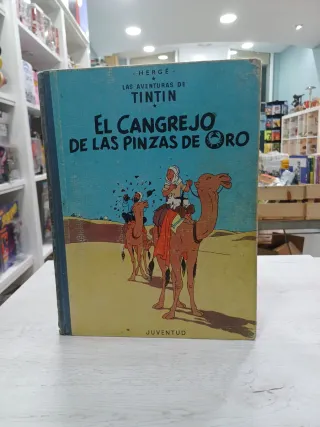 HERGÉ
LAS AVENTURAS DE
TINTIN
EL CANGREJO
DE LAS PINZAS DE ORO
JUVENTUD